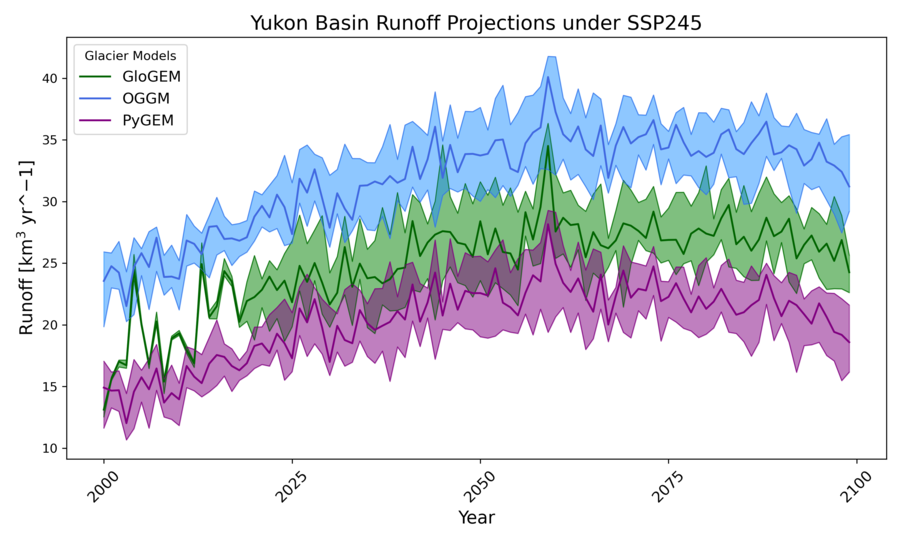 Yukon Basin Runoff Projections under SSP245
Glacier Models
GloGEM
OGGM
PyGEM
Runoff [km³ yr^−1]
40
35
30
25
20
15
10
2000
2025
2050
2075
2100
Year